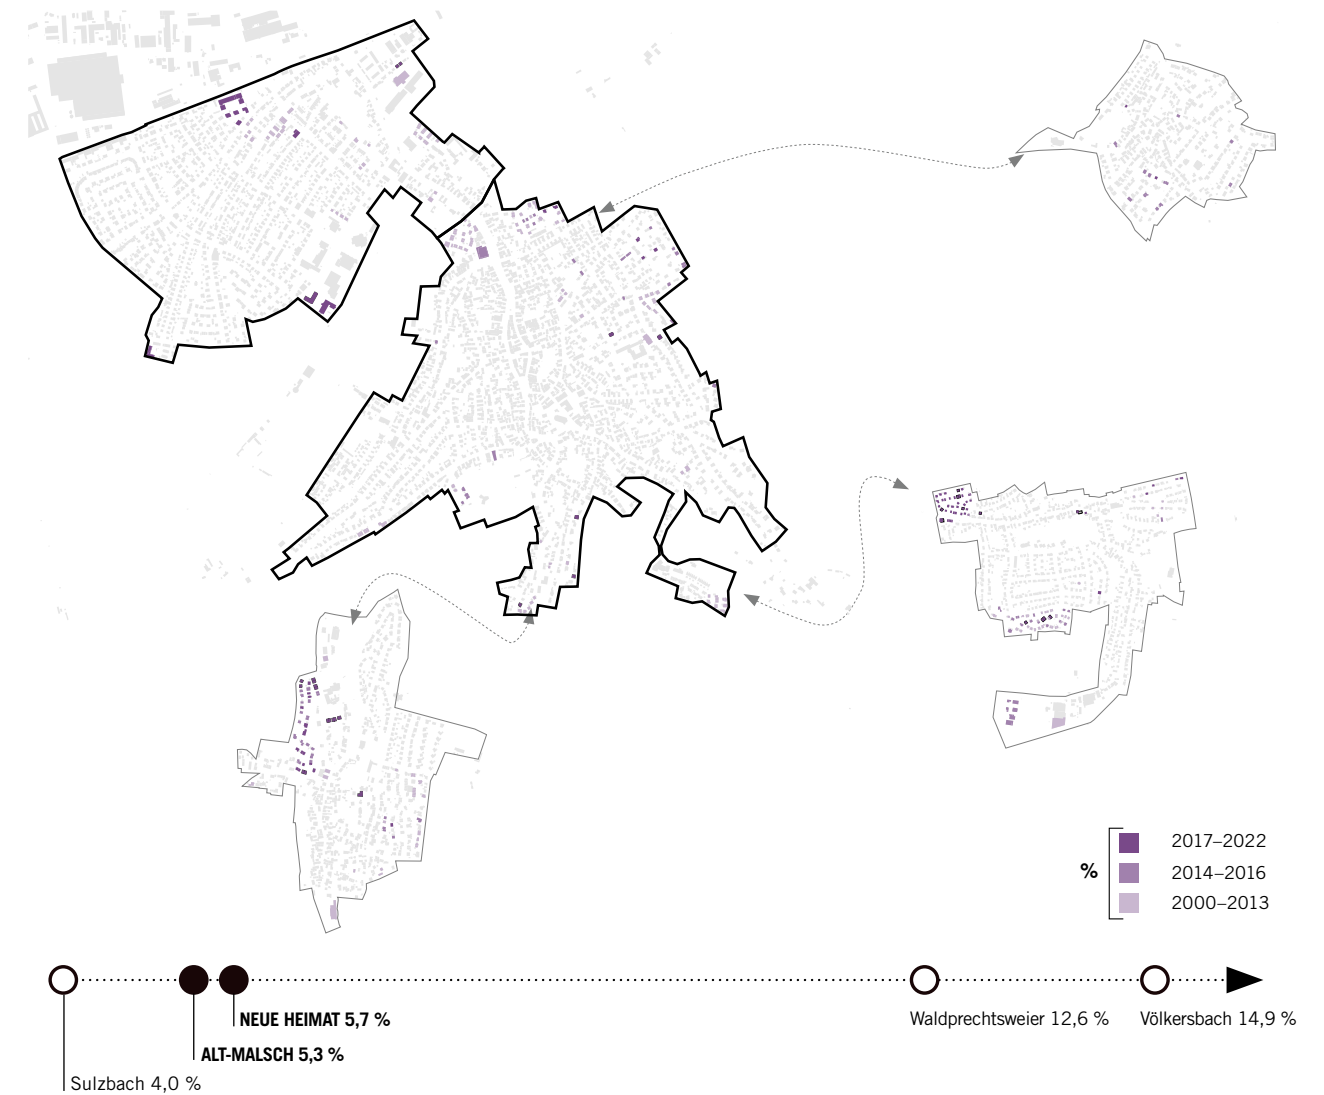 2017–2022
% 2014–2016
2000–2013
NEUE HEIMAT 5,7 %
Waldprechtsweier 12,6 %
Völkersbach 14,9 %
ALT-MALSCH 5,3 %
Sulzbach 4,0 %